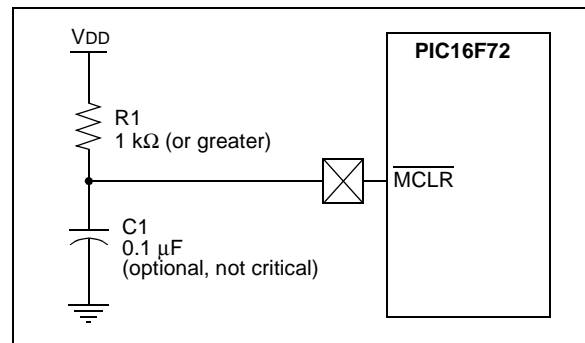 VDD
PIC16F72
R1
1 kΩ (or greater)
MCLR
C1
0.1 μF
(optional, not critical)